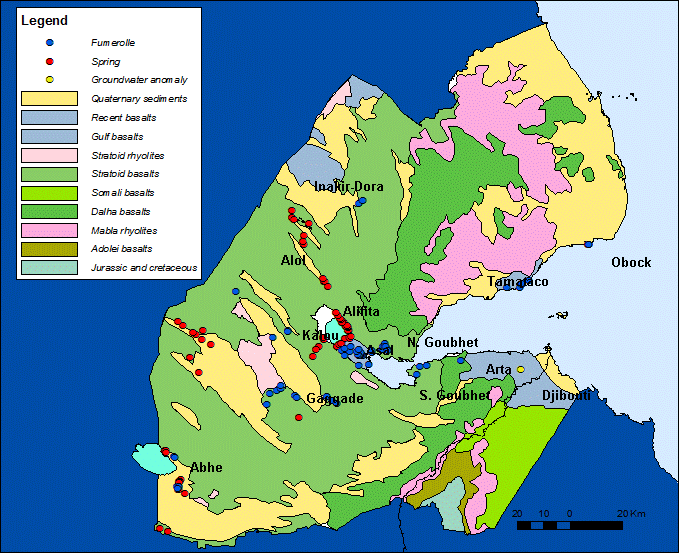 Legend
Fumerolle
Spring
Groundwater anomaly
Quaternary sediments
Recent basalts
Gulf basalts
Stratoid rhyolites
Stratoid basalts
Somali basalts
Dalha basalts
Mabla rhyolites
Adolei basalts
Jurassic and cretaceous
Inakir-Dora
Obock
Alol
Tamataco
Allifita
Kalou
Asal
N. Goubhet
Arta
Gaggade
S. Goubhet
Djibouti
Abhe
20 10 0 20 Km